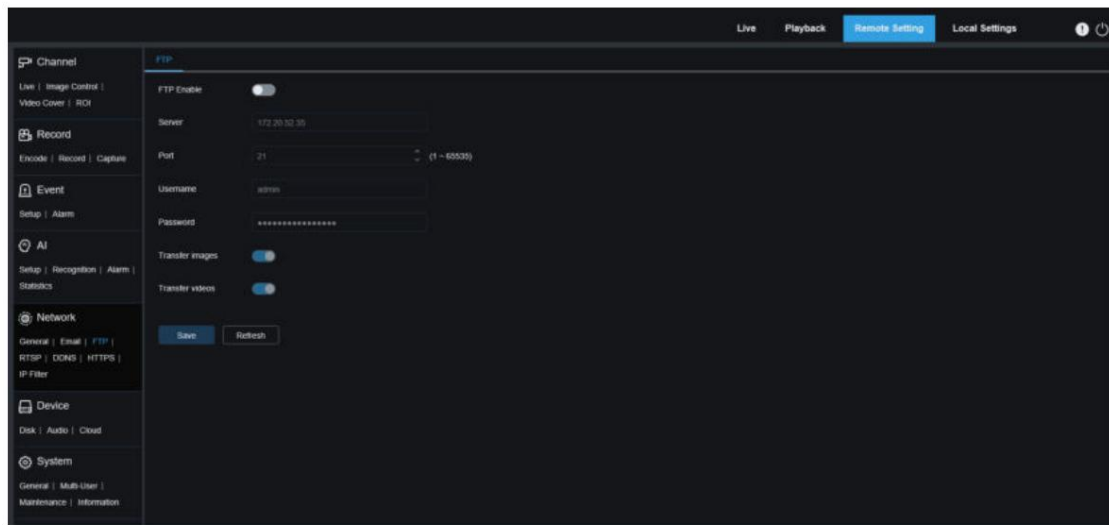 Live Playback Remote Setting Local Settings
Channel
Live | Image Control |
Video Cover | ROI
Record
Encode | Record | Capture
Event
Setup | Alarm
AI
Setup | Recognition | Alarm |
Statistics
Network
General | Email | FTP |
RTSP | DDNS | HTTPS |
IP Filter
Device
Disk | Audio | Cloud
System
General | Multi-User |
Maintenance | Information
FTP
FTP Enable
Server 172.20.52.35
Port 21 (1 ~ 65535)
Username admin
Password ****************
Transfer images
Transfer videos
Save Refresh